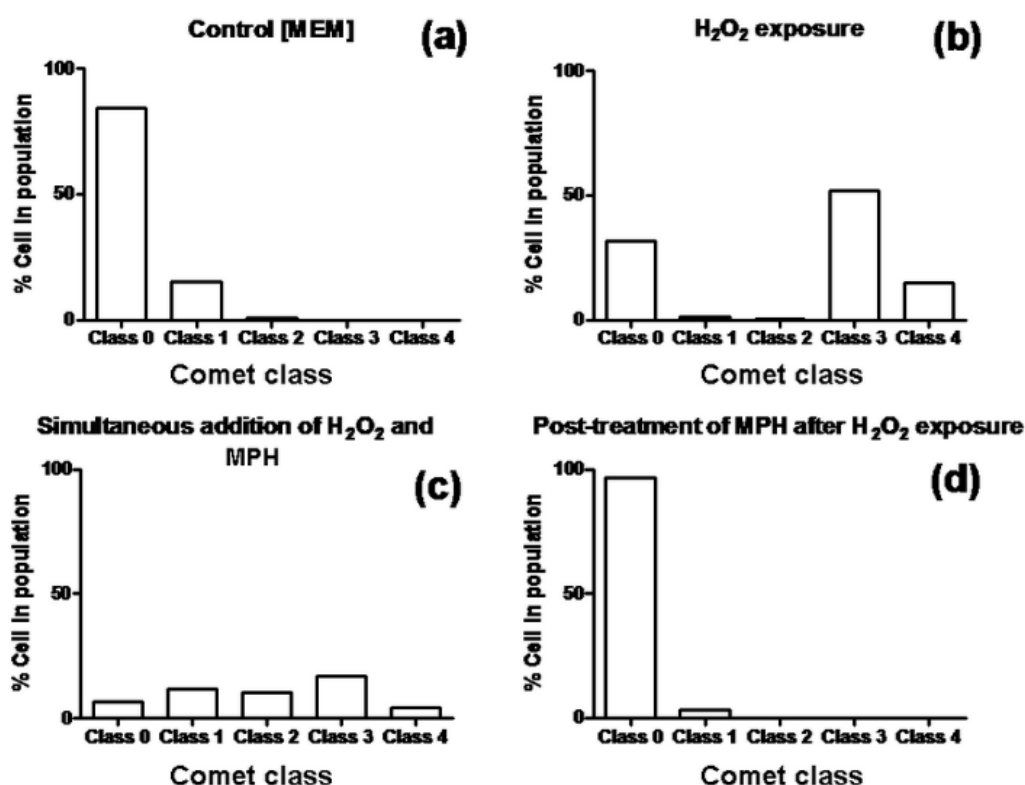 Control [MEM]
(a)
% Cell in population
100
50
0
Class 0 Class 1 Class 2 Class 3 Class 4
Comet class
H₂O₂ exposure
(b)
% Cell in population
100
50
0
Class 0 Class 1 Class 2 Class 3 Class 4
Comet class
Simultaneous addition of H₂O₂ and
MPH
(c)
% Cell in population
100
50
0
Class 0 Class 1 Class 2 Class 3 Class 4
Comet class
Post-treatment of MPH after H₂O₂ exposure
(d)
% Cell in population
100
50
0
Class 0 Class 1 Class 2 Class 3 Class 4
Comet class